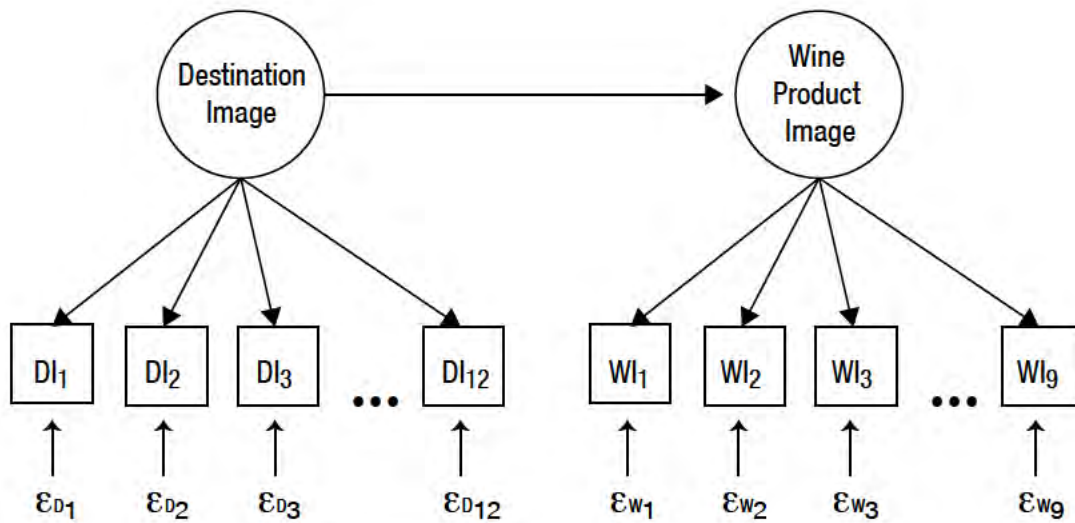 Destination
Image
Wine
Product
Image
DI1 DI2 DI3 ••• DI12 WI1 WI2 WI3 ••• WI9
εD1 εD2 εD3 εD12 εW1 εW2 εW3 εW9